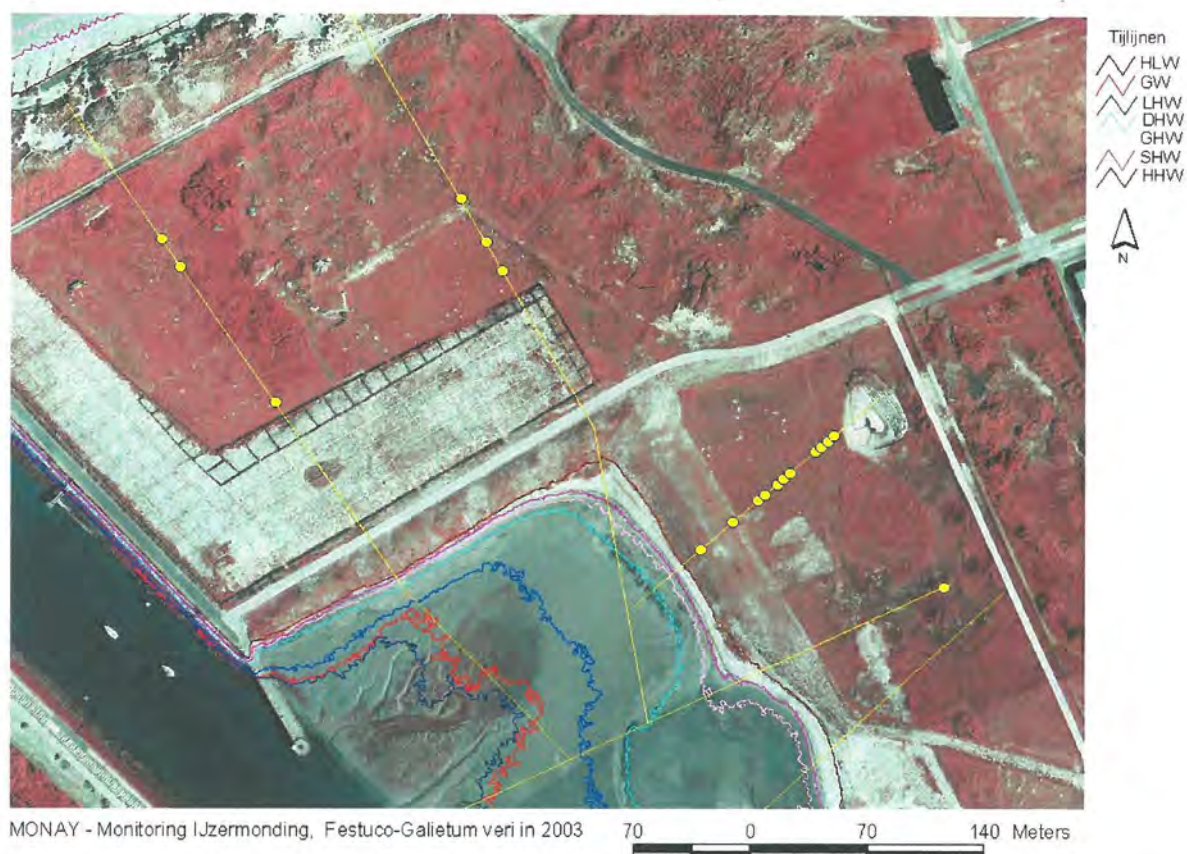 Tijlijnen
HLW
GW
LHW
DHW
GHW
SHW
HHW
N
MONAY - Monitoring IJzermonding, Festuco-Galietum veri in 2003
70 0 70 140 Meters